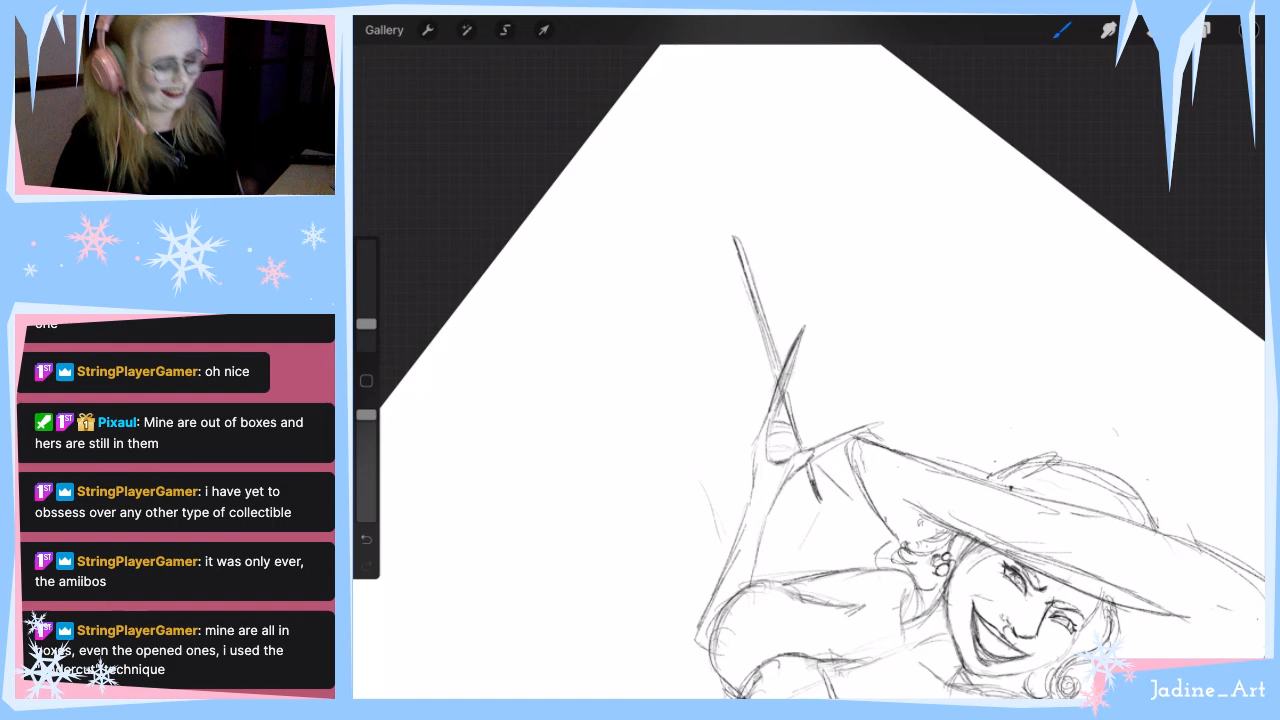 Gallery
one
StringPlayerGamer: oh nice
Pixaul: Mine are out of boxes and
hers are still in them
StringPlayerGamer: i have yet to
obssess over any other type of collectible
StringPlayerGamer: it was only ever,
the amiibos
StringPlayerGamer: mine are all in
boxes, even the opened ones, i used the
technique
Jadine_Art